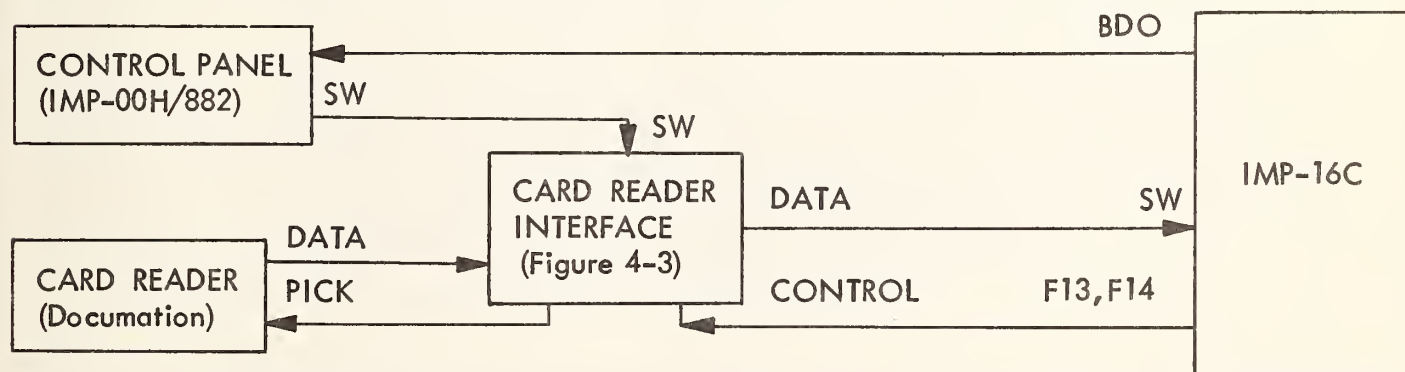 BDO
CONTROL PANEL
(IMP-00H/882)
SW
SW
CARD READER
INTERFACE
(Figure 4-3)
DATA
SW
IMP-16C
DATA
PICK
CARD READER
(Documation)
CONTROL
F13, F14